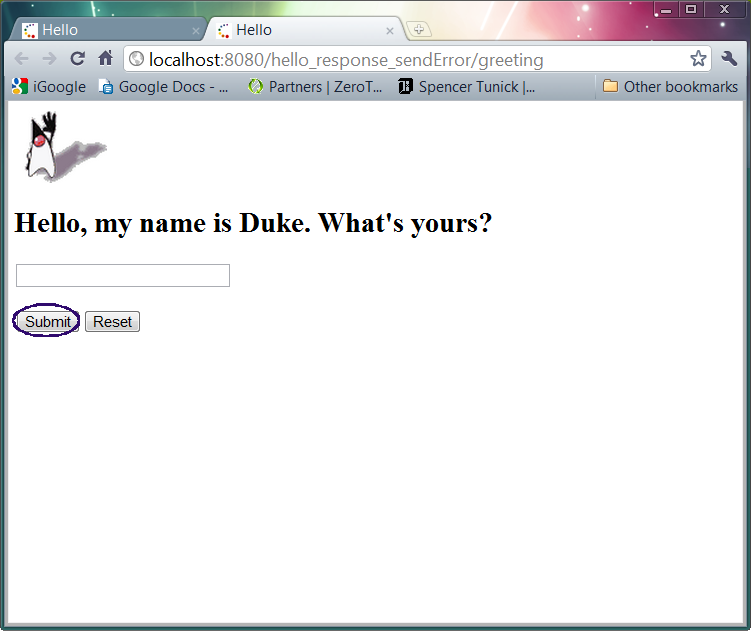 Hello Hello
localhost:8080/hello_response_sendError/greeting
iGoogle Google Docs - ... Partners | ZeroT... Spencer Tunick |... Other bookmarks
Hello, my name is Duke. What's yours?
Submit Reset